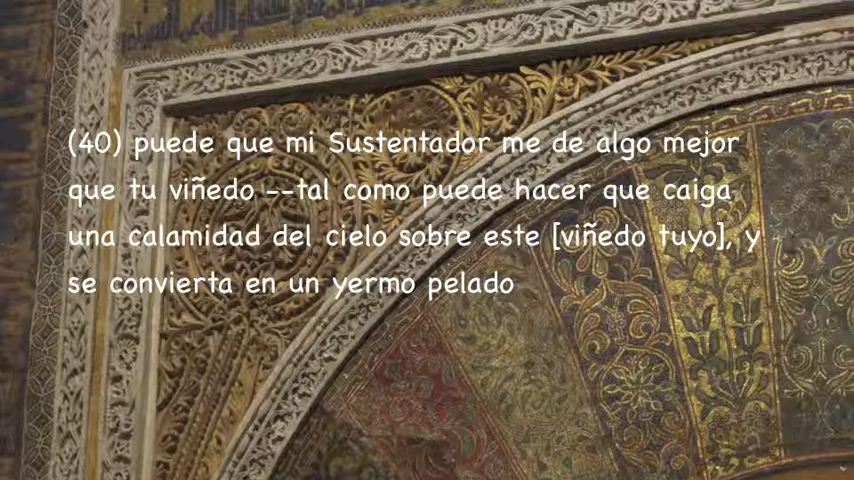 (40) puede que mi Sustentador me de algo mejor
que tu viñedo --tal como puede hacer que caiga
una calamidad del cielo sobre este [viñedo tuyo], y
se convierta en un yermo pelado